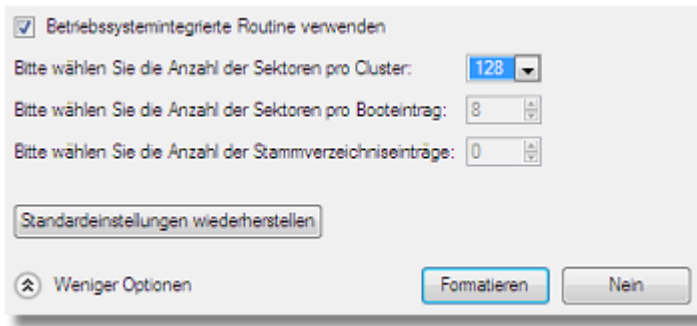 Betriebssystemintegrierte Routine verwenden
Bitte wählen Sie die Anzahl der Sektoren pro Cluster: 128
Bitte wählen Sie die Anzahl der Sektoren pro Booteintrag: 8
Bitte wählen Sie die Anzahl der Stammverzeichniseinträge: 0
Standardeinstellungen wiederherstellen
Weniger Optionen Formatieren Nein